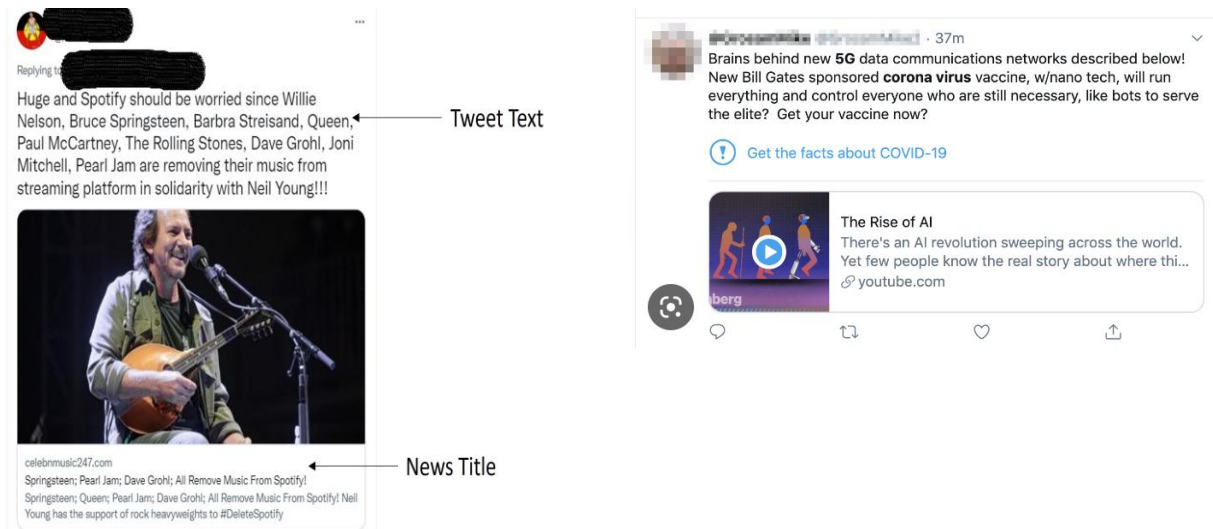 Replying to
Huge and Spotify should be worried since Willie
Nelson, Bruce Springsteen, Barbra Streisand, Queen,
Paul McCartney, The Rolling Stones, Dave Grohl, Joni
Mitchell, Pearl Jam are removing their music from
streaming platform in solidarity with Neil Young!!!
Tweet Text
celebnmusic247.com
Springsteen; Pearl Jam; Dave Grohl; All Remove Music From Spotify!
Springsteen; Queen; Pearl Jam; Dave Grohl; All Remove Music From Spotify! Neil
Young has the support of rock heavyweights to #DeleteSpotify
News Title
· 37m
Brains behind new 5G data communications networks described below!
New Bill Gates sponsored corona virus vaccine, w/nano tech, will run
everything and control everyone who are still necessary, like bots to serve
the elite? Get your vaccine now?
Get the facts about COVID-19
The Rise of AI
There's an AI revolution sweeping across the world.
Yet few people know the real story about where thi...
youtube.com
berg